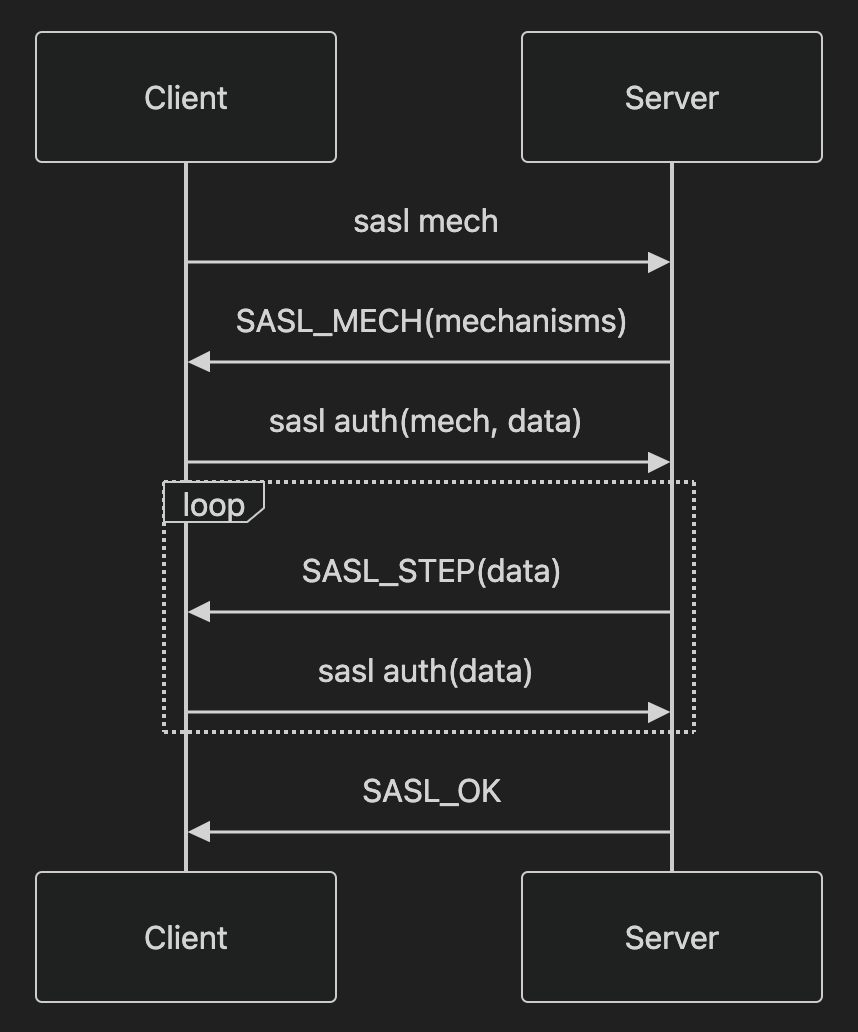 Client
Server
sasl mech
SASL_MECH(mechanisms)
sasl auth(mech, data)
loop
SASL_STEP(data)
sasl auth(data)
SASL_OK
Client
Server